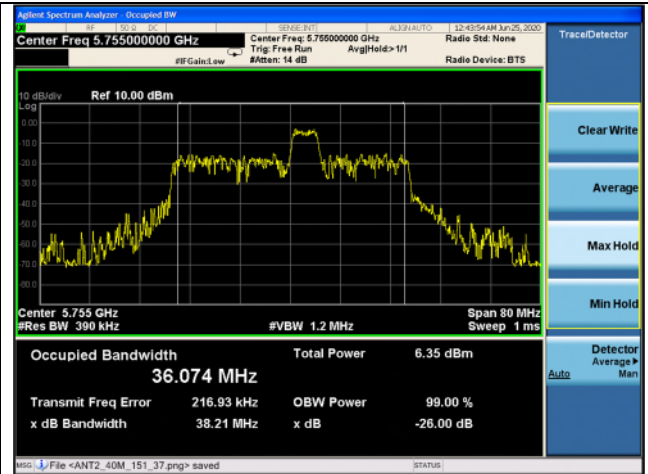 Agilent Spectrum Analyzer - Occupied BW
RF 50 Ω DC SENSE:INT ALIGN AUTO 12:43:54 AM Jun 25, 2020
Center Freq 5.755000000 GHz
Center Freq: 5.755000000 GHz
Radio Std: None
Trig: Free Run Avg|Hold:>1/1
#IFGain:Low #Atten: 14 dB Radio Device: BTS
Trace/Detector
10 dB/div Ref 10.00 dBm
Log
0.00
-10.0
-20.0
-30.0
-40.0
-50.0
-60.0
-70.0
-80.0
Clear Write
Average
Max Hold
Min Hold
Center 5.755 GHz Span 80 MHz
#Res BW 390 kHz #VBW 1.2 MHz Sweep 1 ms
Occupied Bandwidth Total Power 6.35 dBm
36.074 MHz
Transmit Freq Error 216.93 kHz OBW Power 99.00 %
x dB Bandwidth 38.21 MHz x dB -26.00 dB
Detector
Average
Auto Man
MSG File <ANT2_40M_151_37.png> saved STATUS